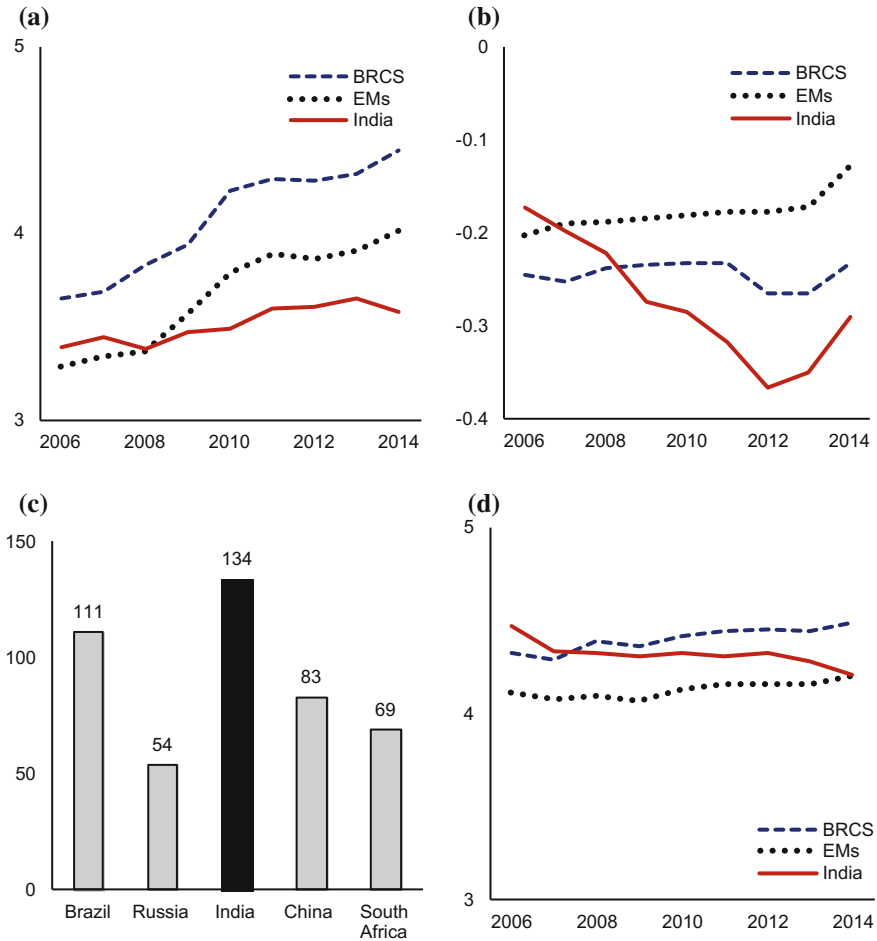 (a)
5
4
3
BRCS
EMs
India
2006 2008 2010 2012 2014
(b)
0
-0.1
-0.2
-0.3
-0.4
BRCS
EMs
India
2006 2008 2010 2012 2014
(c)
150
100
50
0
111
54
134
83
69
Brazil Russia India China South
Africa
(d)
5
4
3
BRCS
EMs
India
2006 2008 2010 2012 2014